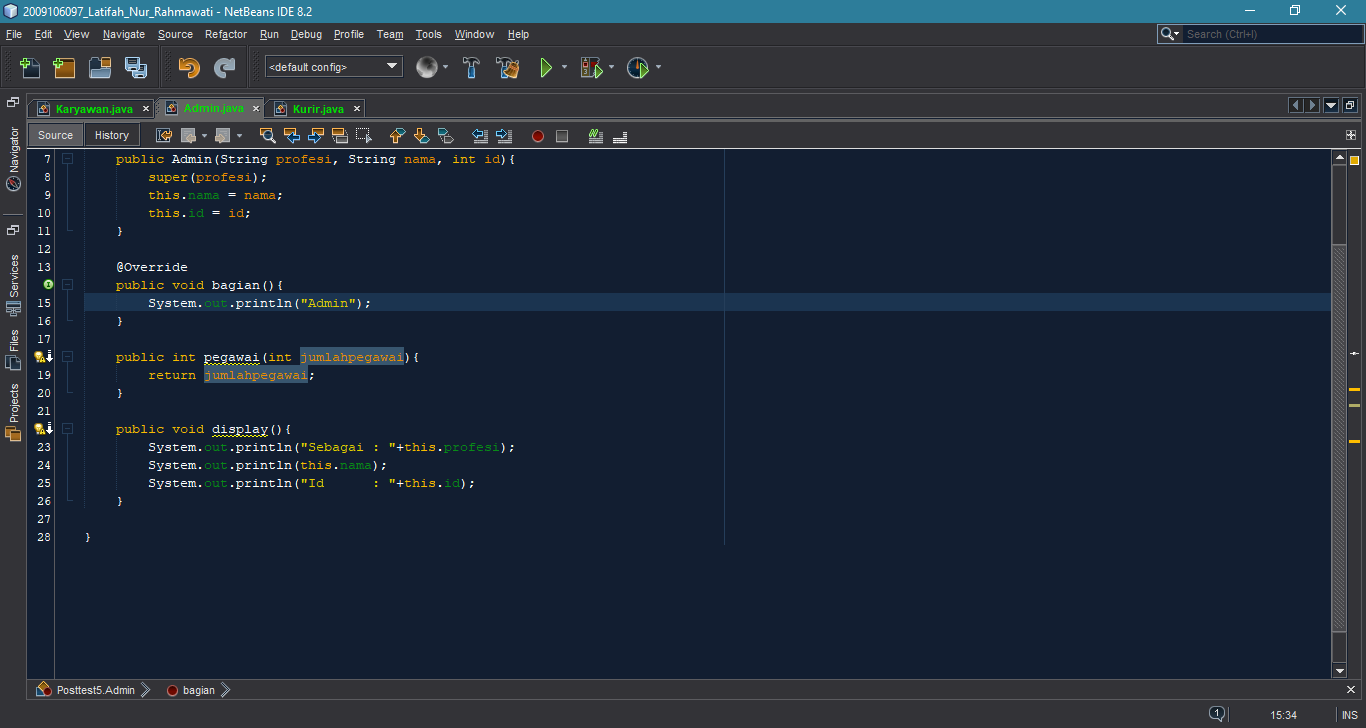 2009106097_Latifah_Nur_Rahmawati - NetBeans IDE 8.2
File Edit View Navigate Source Refactor Run Debug Profile Team Tools Window Help
Search (Ctrl+I)
<default config>
Karyawan.java Admin.java Kurir.java
Source History
Navigator
Services
Files
Projects
7 public Admin(String profesi, String nama, int id){
8 super(profesi);
9 this.nama = nama;
10 this.id = id;
11 }
12
13 @Override
public void bagian(){
15 System.out.println("Admin");
16 }
17
public int pegawai(int jumlahpegawai){
19 return jumlahpegawai;
20 }
21
public void display(){
23 System.out.println("Sebagai : "+this.profesi);
24 System.out.println(this.nama);
25 System.out.println("Id      : "+this.id);
26 }
27
28 }
Posttest5.Admin bagian
1 15:34 INS